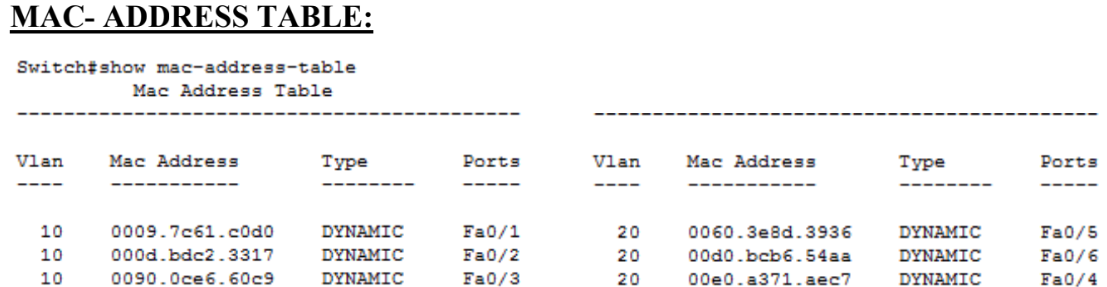 MAC- ADDRESS TABLE:
Switch#show mac-address-table
Mac Address Table
------------------------------------------- -------------------------------------------
Vlan Mac Address Type Ports Vlan Mac Address Type Ports
---- ----------- -------- ----- ---- ----------- -------- -----
10 0009.7c61.c0d0 DYNAMIC Fa0/1 20 0060.3e8d.3936 DYNAMIC Fa0/5
10 000d.bdc2.3317 DYNAMIC Fa0/2 20 00d0.bcb6.54aa DYNAMIC Fa0/6
10 0090.0ce6.60c9 DYNAMIC Fa0/3 20 00e0.a371.aec7 DYNAMIC Fa0/4